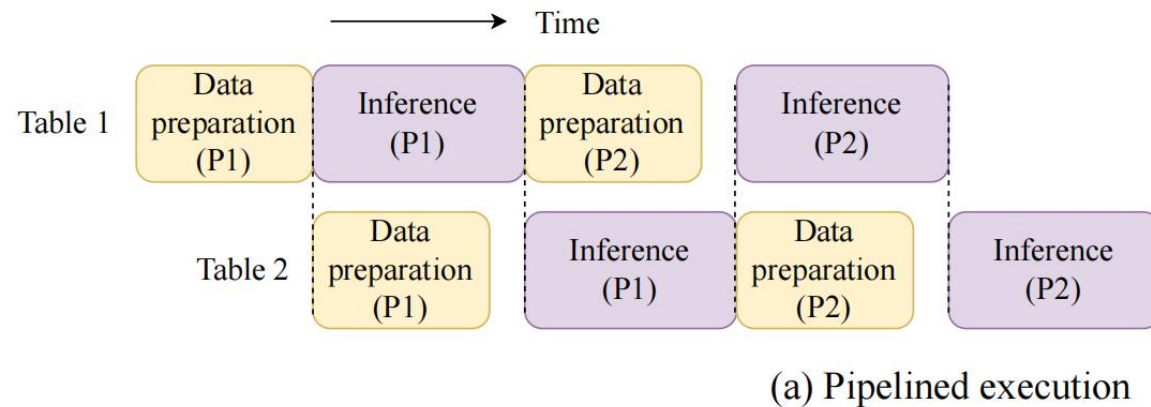 Time
Table 1
Data
preparation
(P1)
Inference
(P1)
Data
preparation
(P2)
Inference
(P2)
Table 2
Data
preparation
(P1)
Inference
(P1)
Data
preparation
(P2)
Inference
(P2)
(a) Pipelined execution